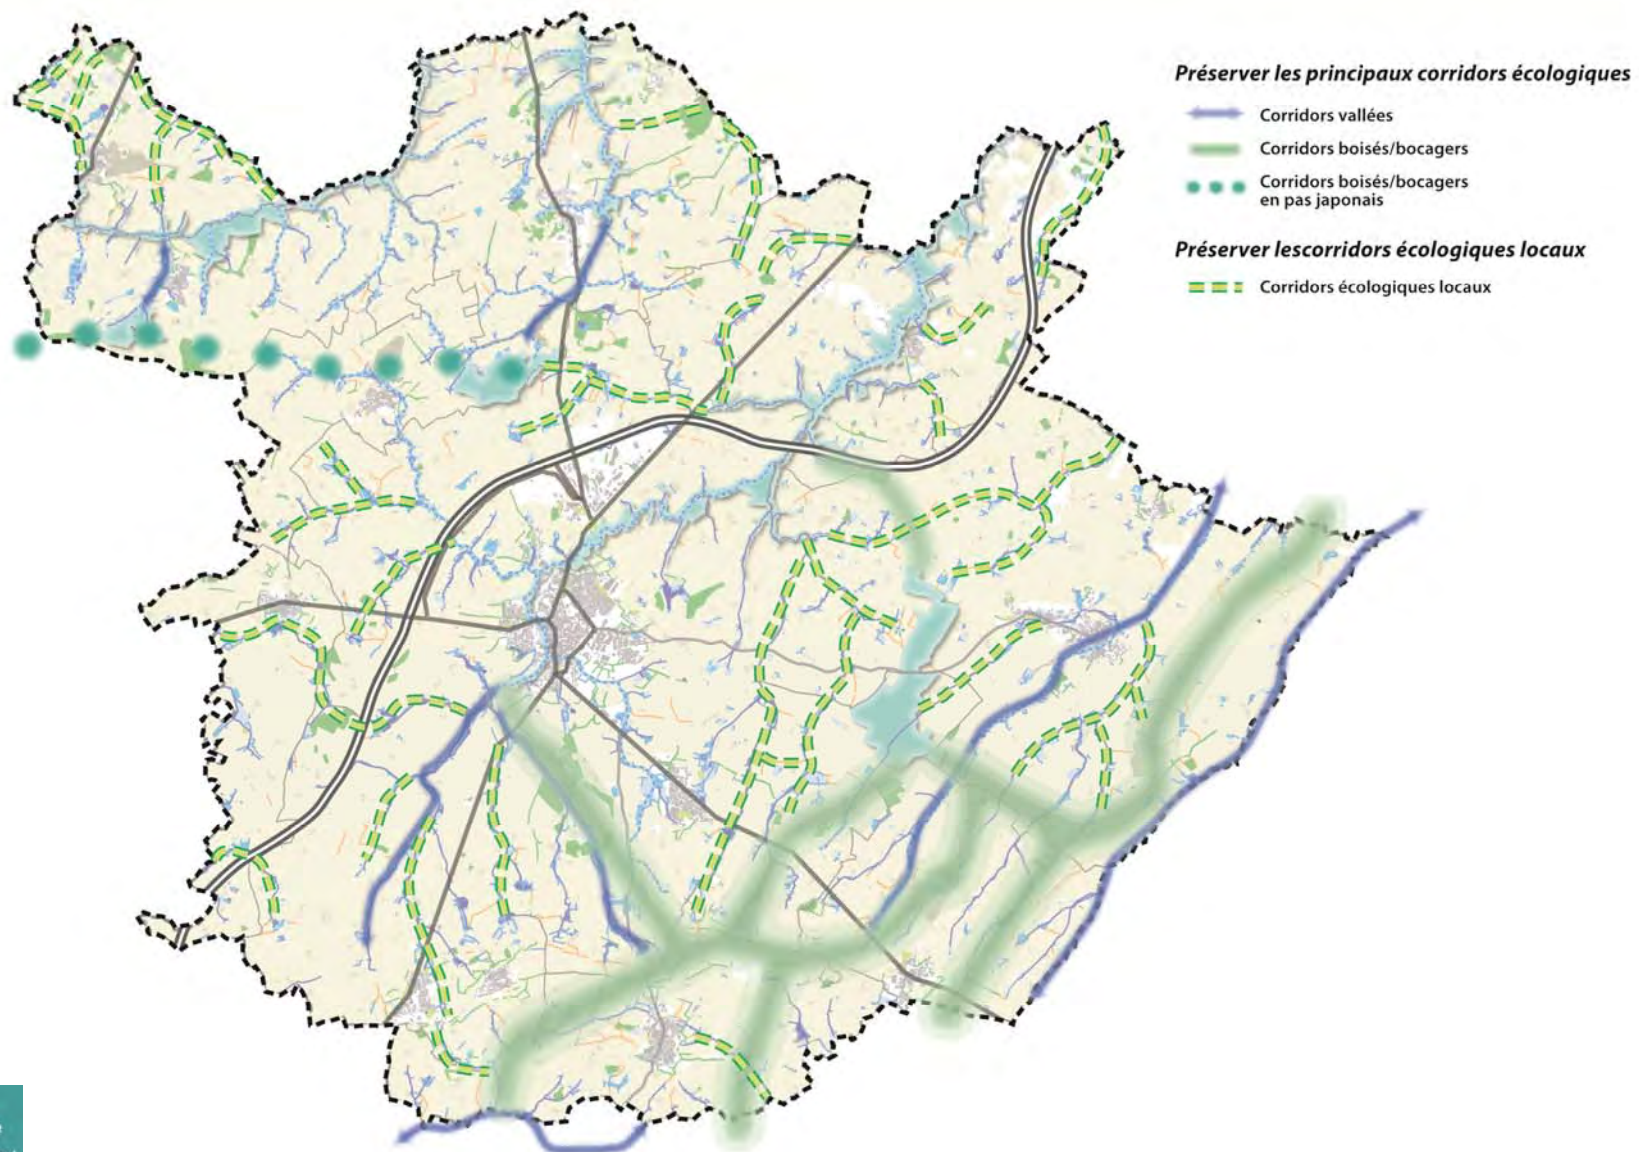 Préserver les principaux corridors écologiques
Corridors vallées
Corridors boisés/bocagers
Corridors boisés/bocagers
en pas japonais
Préserver lescorridors écologiques locaux
Corridors écologiques locaux